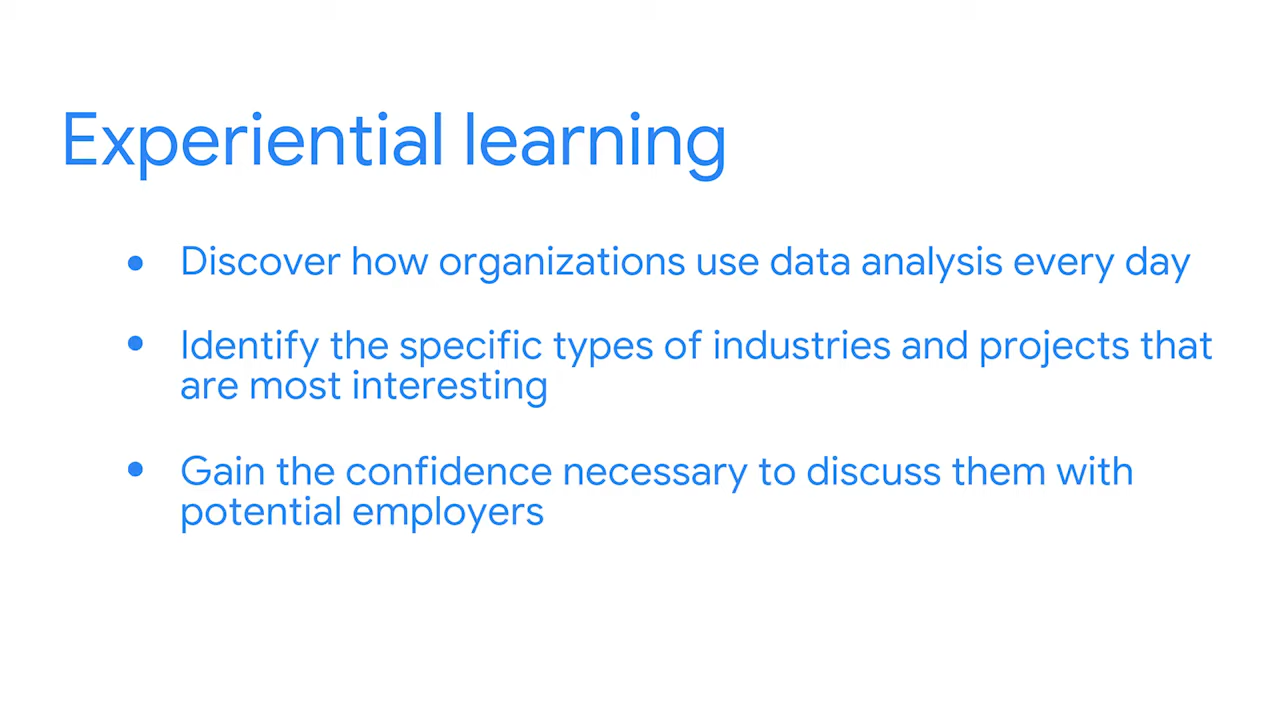 Experiential learning
• Discover how organizations use data analysis every day
• Identify the specific types of industries and projects that
are most interesting
• Gain the confidence necessary to discuss them with
potential employers